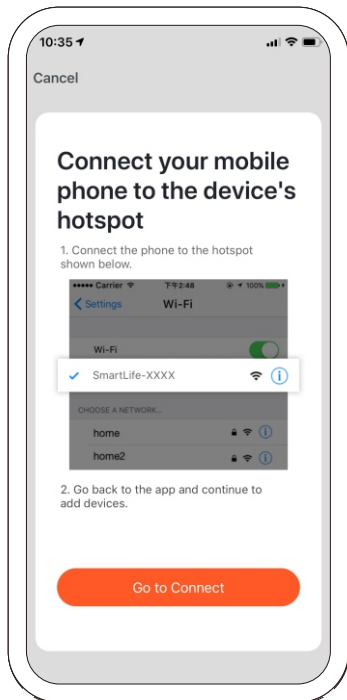 10:35
Cancel
Connect your mobile
phone to the device's
hotspot
1. Connect the phone to the hotspot
shown below.
Carrier 下午2:48 100%
Settings Wi-Fi
Wi-Fi
SmartLife-XXXX
CHOOSE A NETWORK...
home
home2
2. Go back to the app and continue to
add devices.
Go to Connect